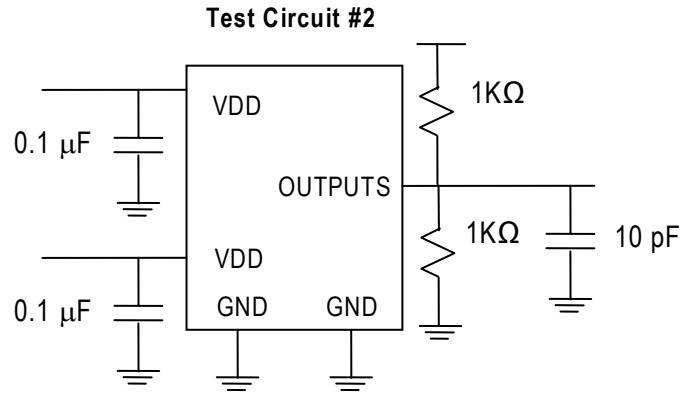 Test Circuit #2
1KΩ
VDD
0.1 µF
OUTPUTS
1KΩ
10 pF
VDD
0.1 µF
GND GND